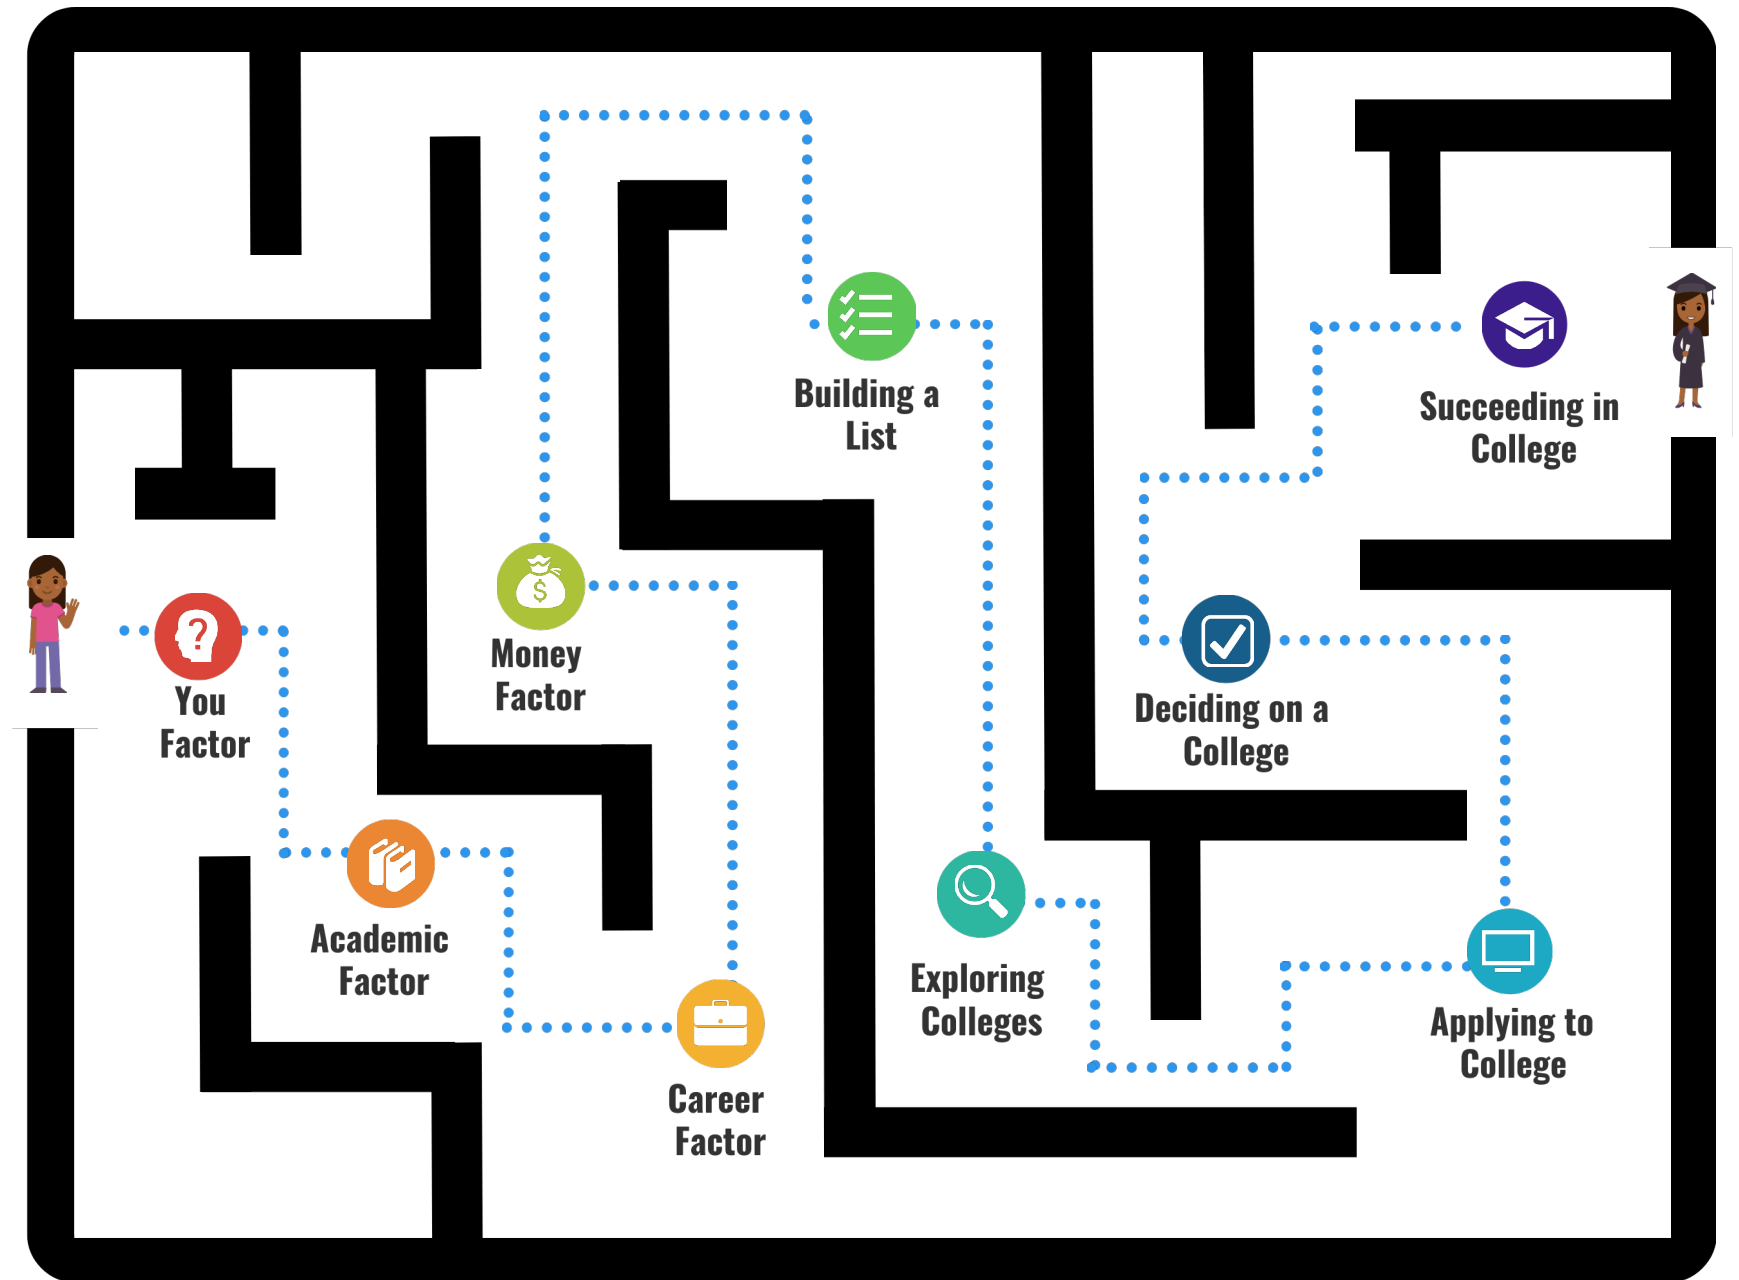 You
Factor
Academic
Factor
Career
Factor
Money
Factor
$
Building a
List
Exploring
Colleges
Applying to
College
Deciding on a
College
Succeeding in
College
?